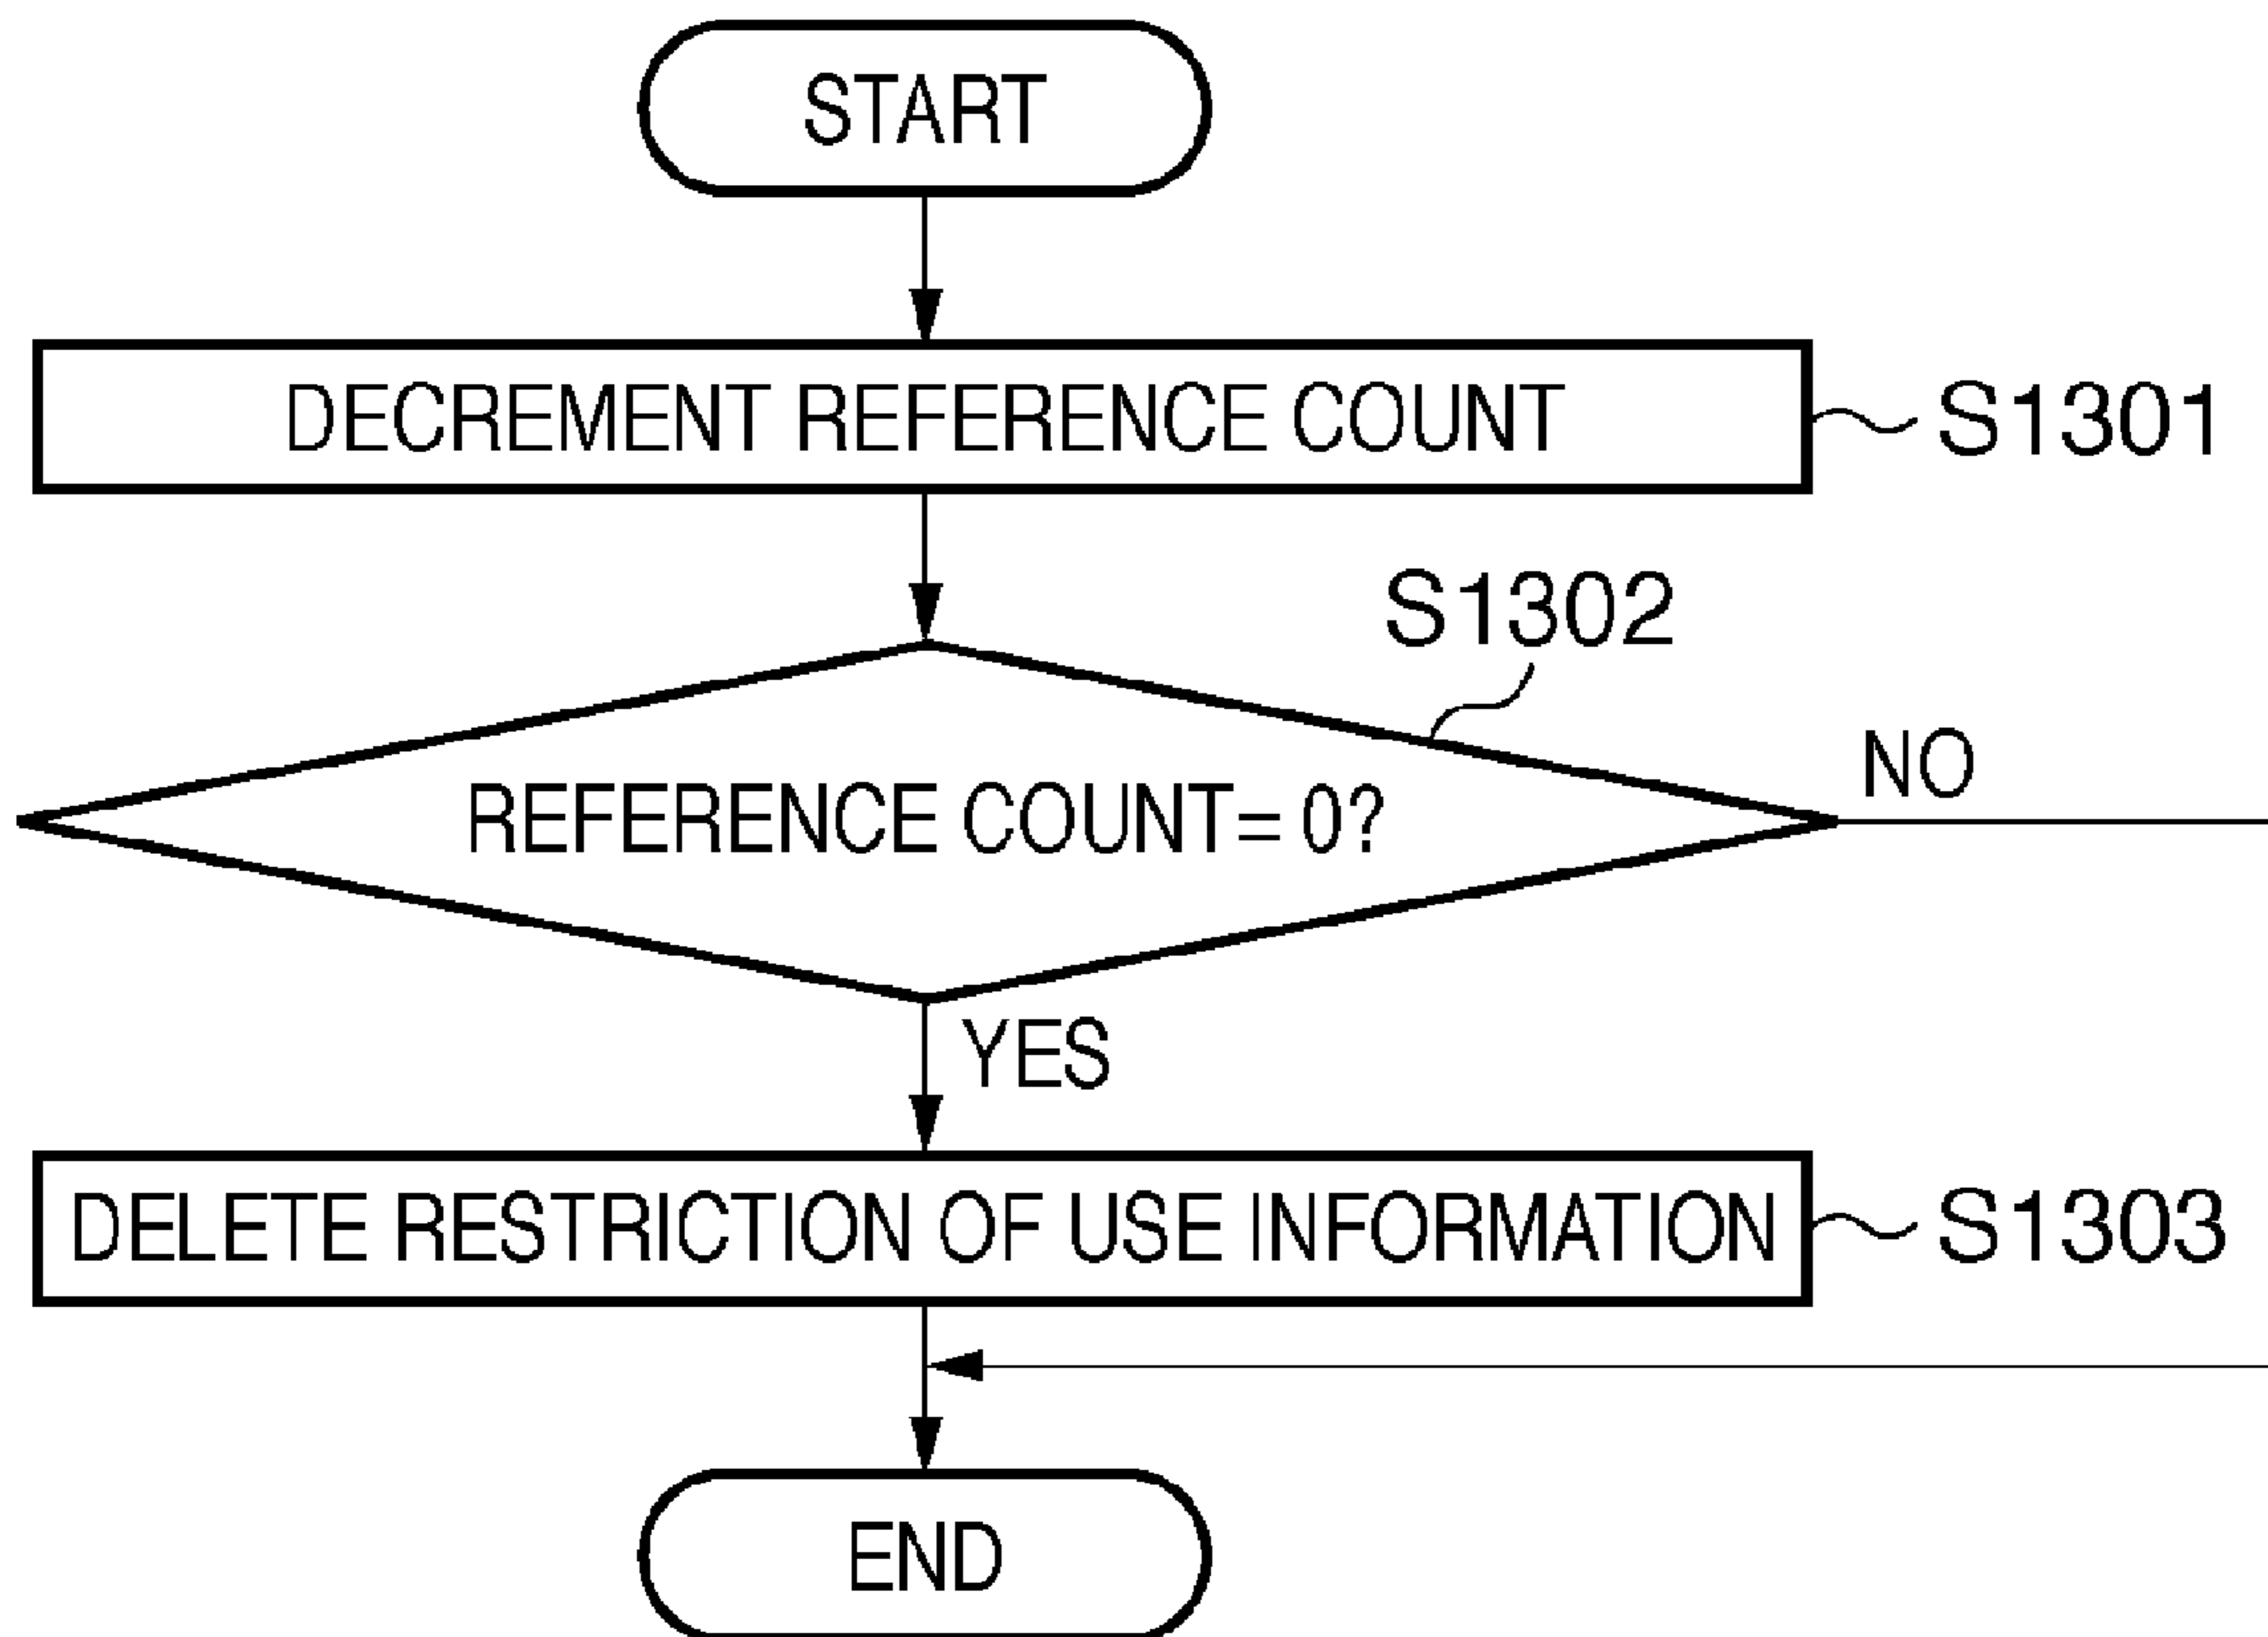 START
DECREMENT REFERENCE COUNT
S1301
S1302
REFERENCE COUNT= 0?
NO
YES
DELETE RESTRICTION OF USE INFORMATION
S1303
END